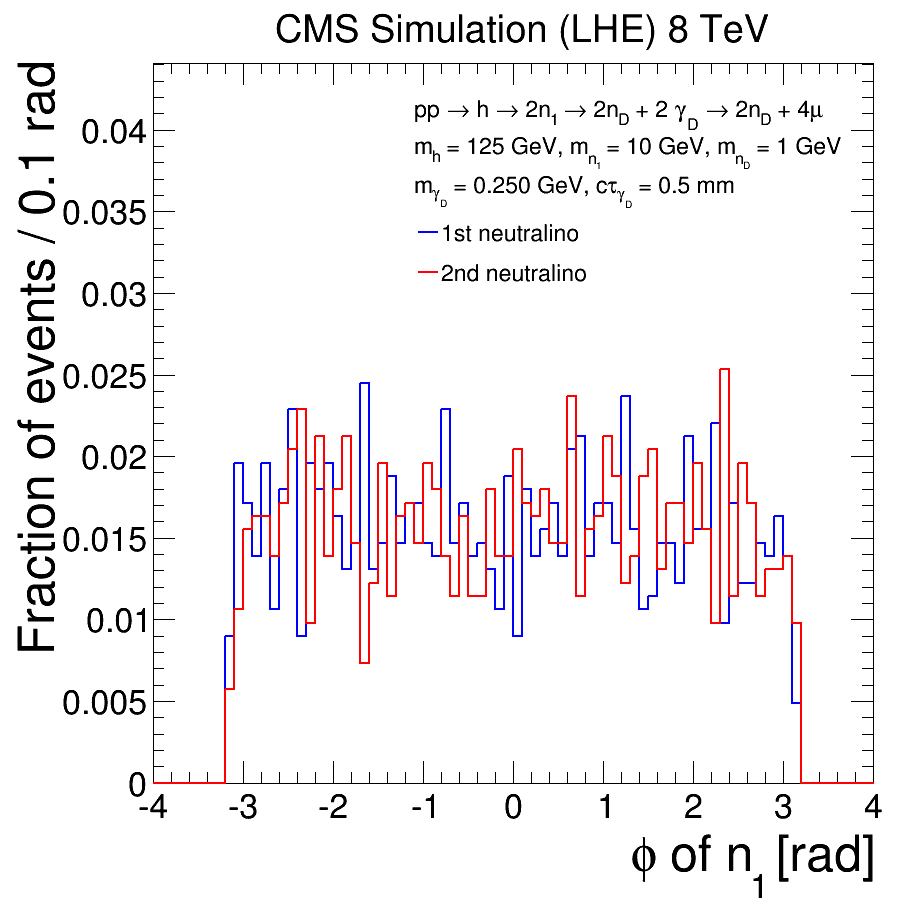 CMS Simulation (LHE) 8 TeV
pp → h → 2n1 → 2nD + 2 γD → 2nD + 4μ
mh = 125 GeV, mn1 = 10 GeV, mnD = 1 GeV
mγD = 0.250 GeV, cτγD = 0.5 mm
1st neutralino
2nd neutralino
Fraction of events / 0.1 rad
0.04
0.035
0.03
0.025
0.02
0.015
0.01
0.005
0
-4 -3 -2 -1 0 1 2 3 4
ϕ of n1 [rad]